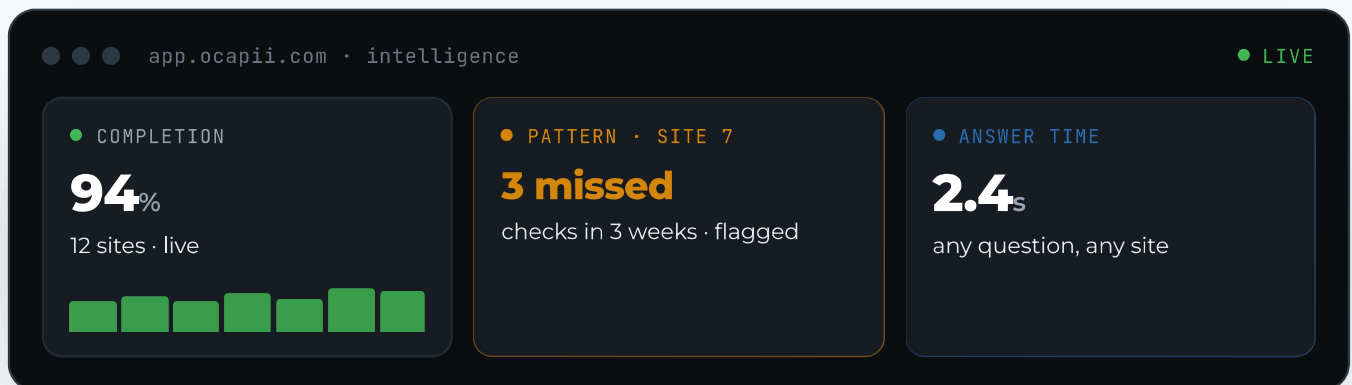 app.ocapii.com · intelligence
LIVE
COMPLETION
94%
12 sites · live
PATTERN · SITE 7
3 missed
checks in 3 weeks · flagged
ANSWER TIME
2.4s
any question, any site